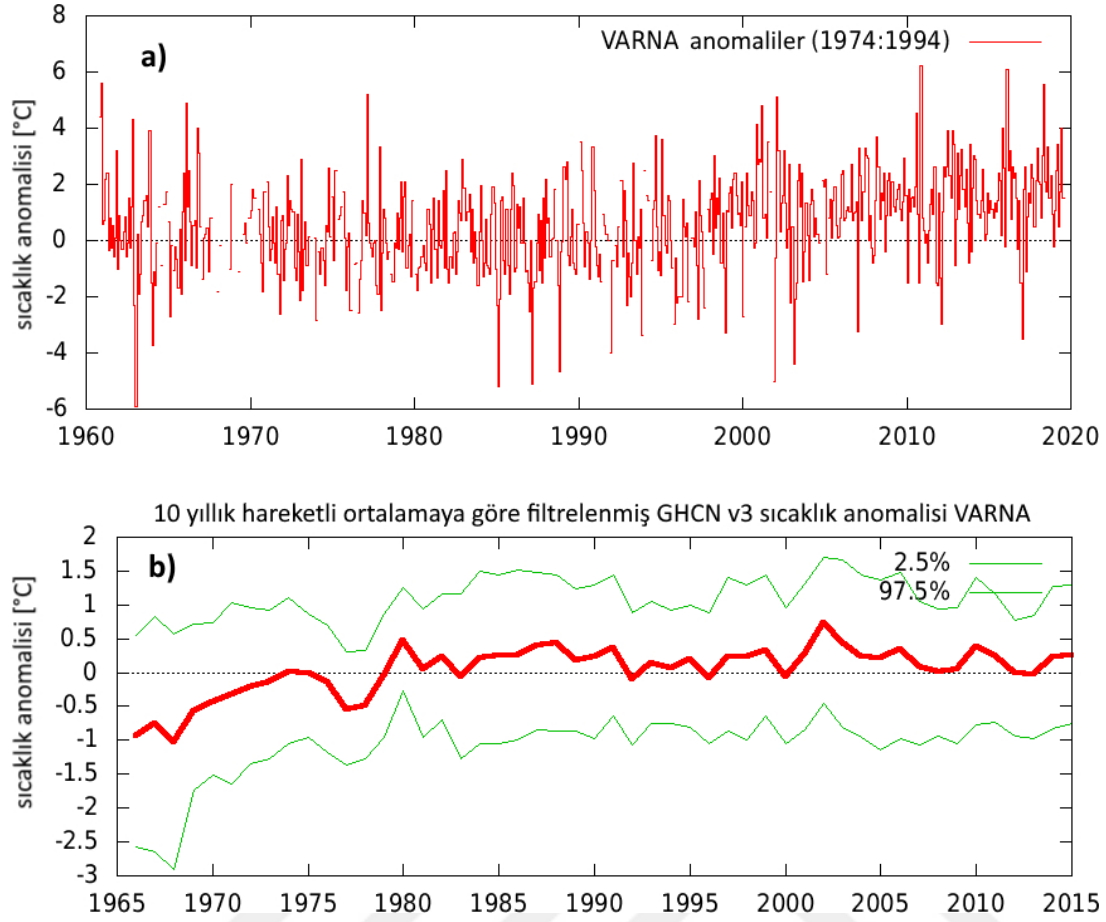 8
6
4
2
0
-2
-4
-6
sıcaklık anomalisi [°C]
a)
VARNA anomaliler (1974:1994)
1960 1970 1980 1990 2000 2010 2020
10 yıllık hareketli ortalamaya göre filtrelenmiş GHCN v3 sıcaklık anomalisi VARNA
2
1.5
1
0.5
0
-0.5
-1
-1.5
-2
-2.5
-3
sıcaklık anomalisi [°C]
b)
2.5%
97.5%
1965 1970 1975 1980 1985 1990 1995 2000 2005 2010 2015